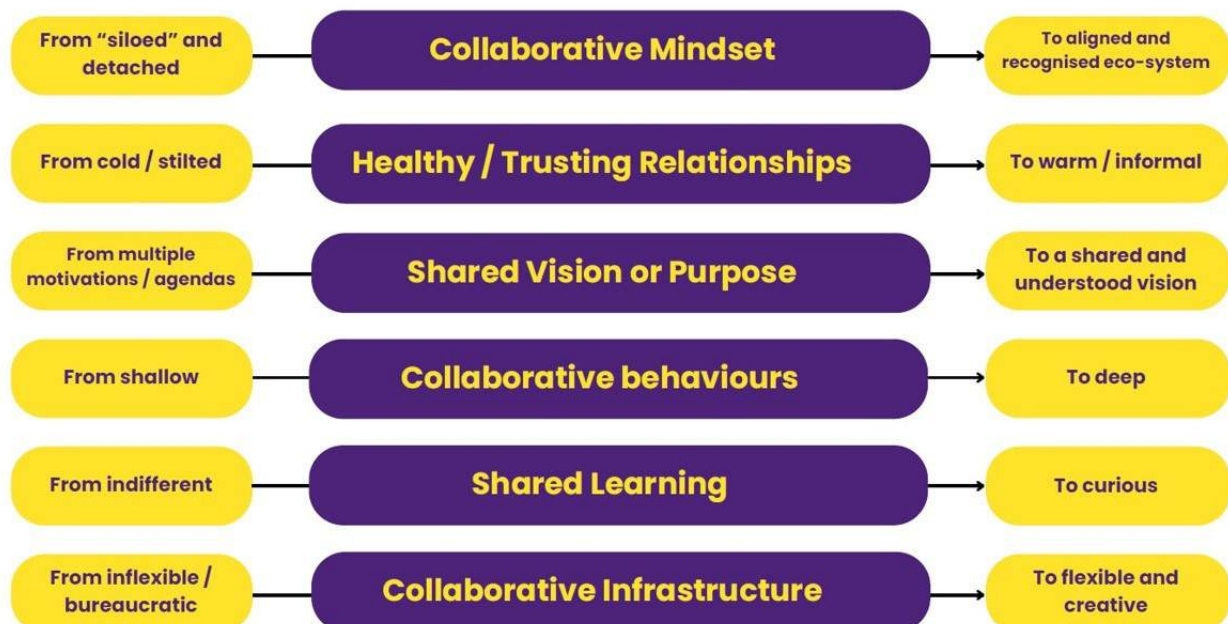 From “siloed” and
detached
Collaborative Mindset
To aligned and
recognised eco-system
From cold / stilted
Healthy / Trusting Relationships
To warm / informal
From multiple
motivations / agendas
Shared Vision or Purpose
To a shared and
understood vision
From shallow
Collaborative behaviours
To deep
From indifferent
Shared Learning
To curious
From inflexible /
bureaucratic
Collaborative Infrastructure
To flexible and
creative